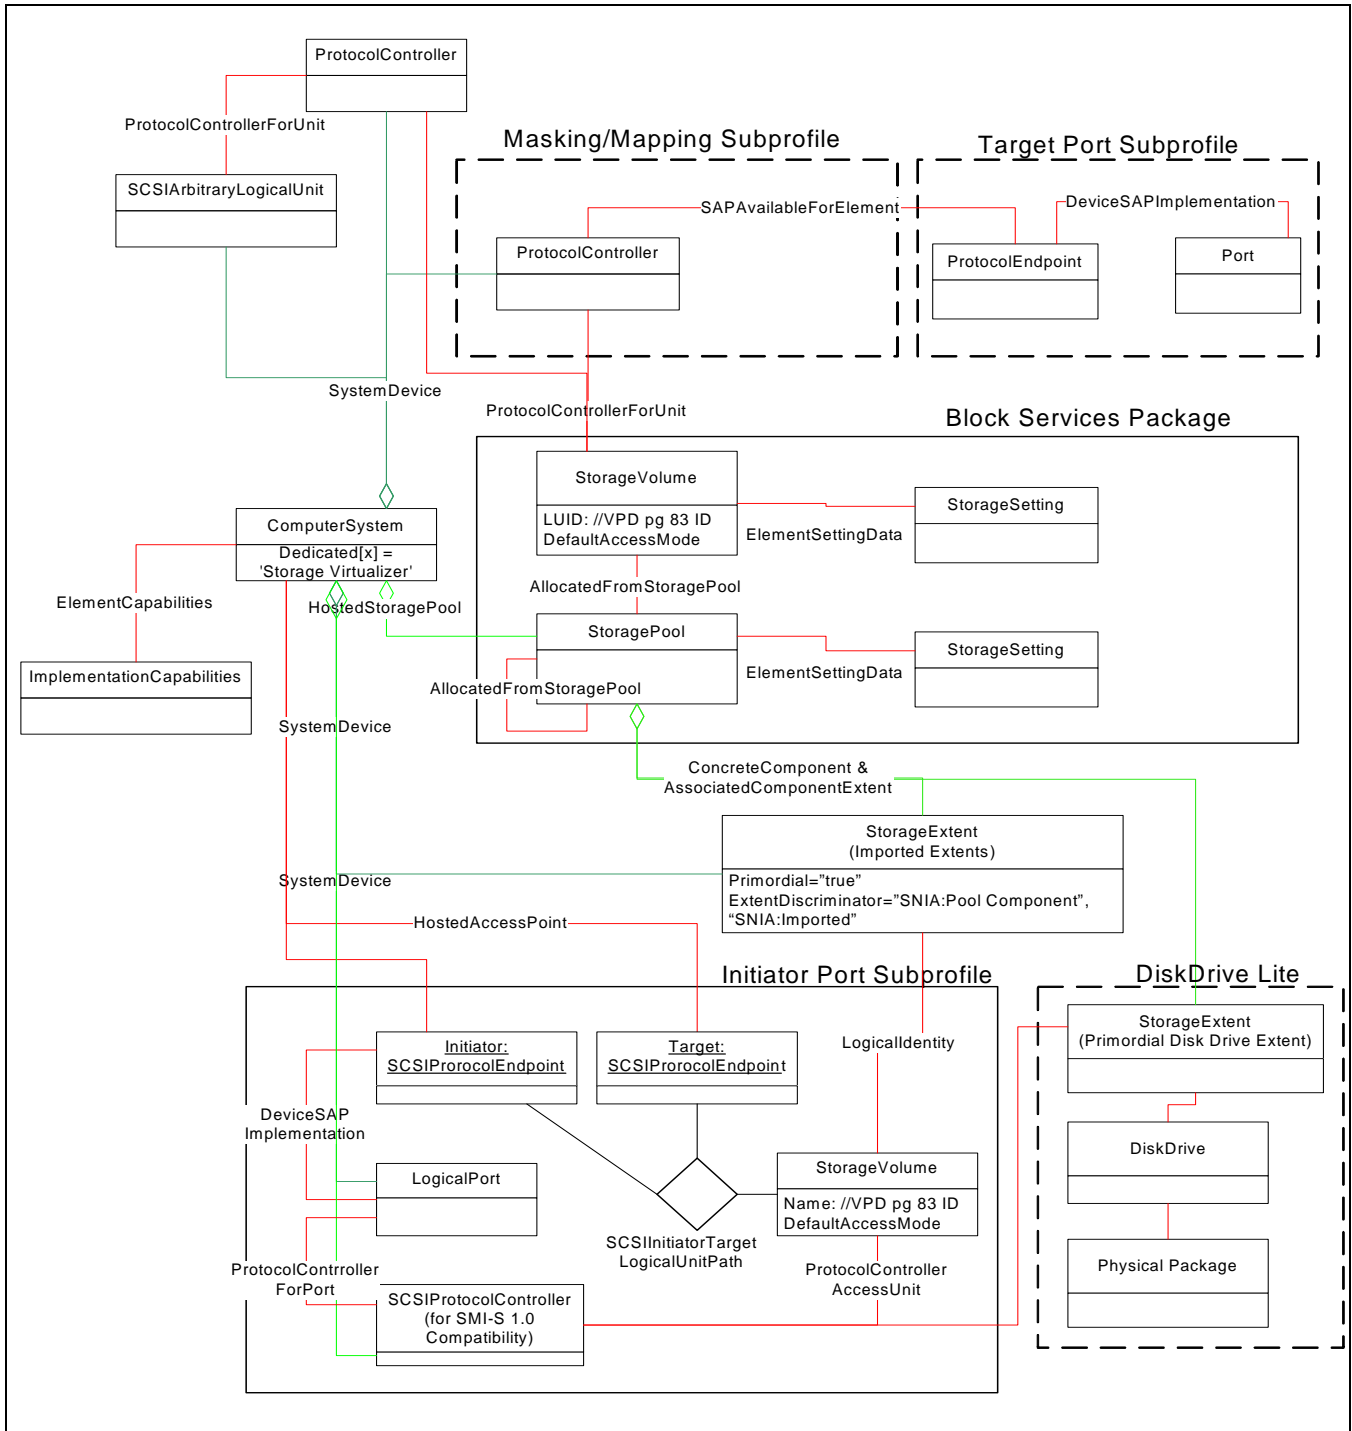 ProtocolController
ProtocolControllerForUnit
SCSIArbitraryLogicalUnit
Masking/Mapping Subprofile
Target Port Subprofile
SAPAvailableForElement
DeviceSAPImplementation
ProtocolController
ProtocolEndpoint
Port
SystemDevice
ProtocolControllerForUnit
Block Services Package
StorageVolume
LUID: //VPD pg 83 ID
DefaultAccessMode
StorageSetting
ElementSettingData
ComputerSystem
Dedicated[x] =
'Storage Virtualizer'
AllocatedFromStoragePool
ElementCapabilities
HostedStoragePool
StoragePool
StorageSetting
ElementSettingData
ImplementationCapabilities
AllocatedFromStoragePool
SystemDevice
ConcreteComponent &
AssociatedComponentExtent
StorageExtent
(Imported Extents)
Primordial=”true”
ExtentDiscriminator=”SNIA:Pool Component”,
“SNIA:Imported”
SystemDevice
HostedAccessPoint
Initiator Port Subprofile
DiskDrive Lite
Initiator:
SCSIProrocolEndpoint
Target:
SCSIProrocolEndpoint
LogicalIdentity
StorageExtent
(Primordial Disk Drive Extent)
DeviceSAP
Implementation
DiskDrive
LogicalPort
StorageVolume
Name: //VPD pg 83 ID
DefaultAccessMode
SCSIInitiatorTarget
LogicalUnitPath
ProtocolController
ForPort
ProtocolController
AccessUnit
Physical Package
SCSIProtocolController
(for SMI-S 1.0
Compatibility)